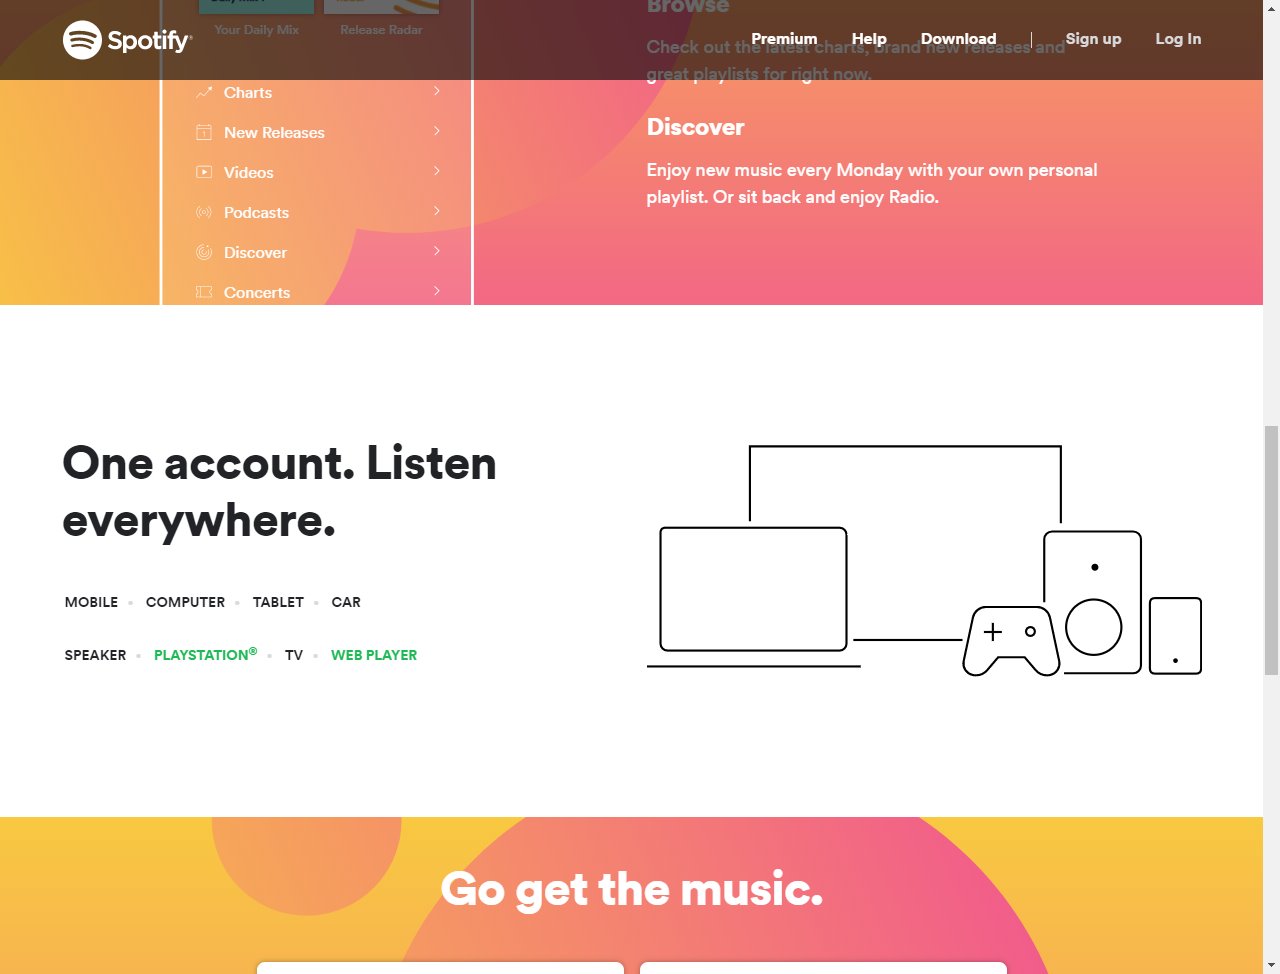 Your Daily Mix
Release Radar
Spotify®
Premium
Help
Download
Sign up
Log In
Browse
Check out the latest charts, brand new releases and
great playlists for right now.
Charts
New Releases
Videos
Podcasts
Discover
Concerts
Discover
Enjoy new music every Monday with your own personal
playlist. Or sit back and enjoy Radio.
One account. Listen
everywhere.
MOBILE COMPUTER TABLET CAR
SPEAKER PLAYSTATION® TV WEB PLAYER
Go get the music.